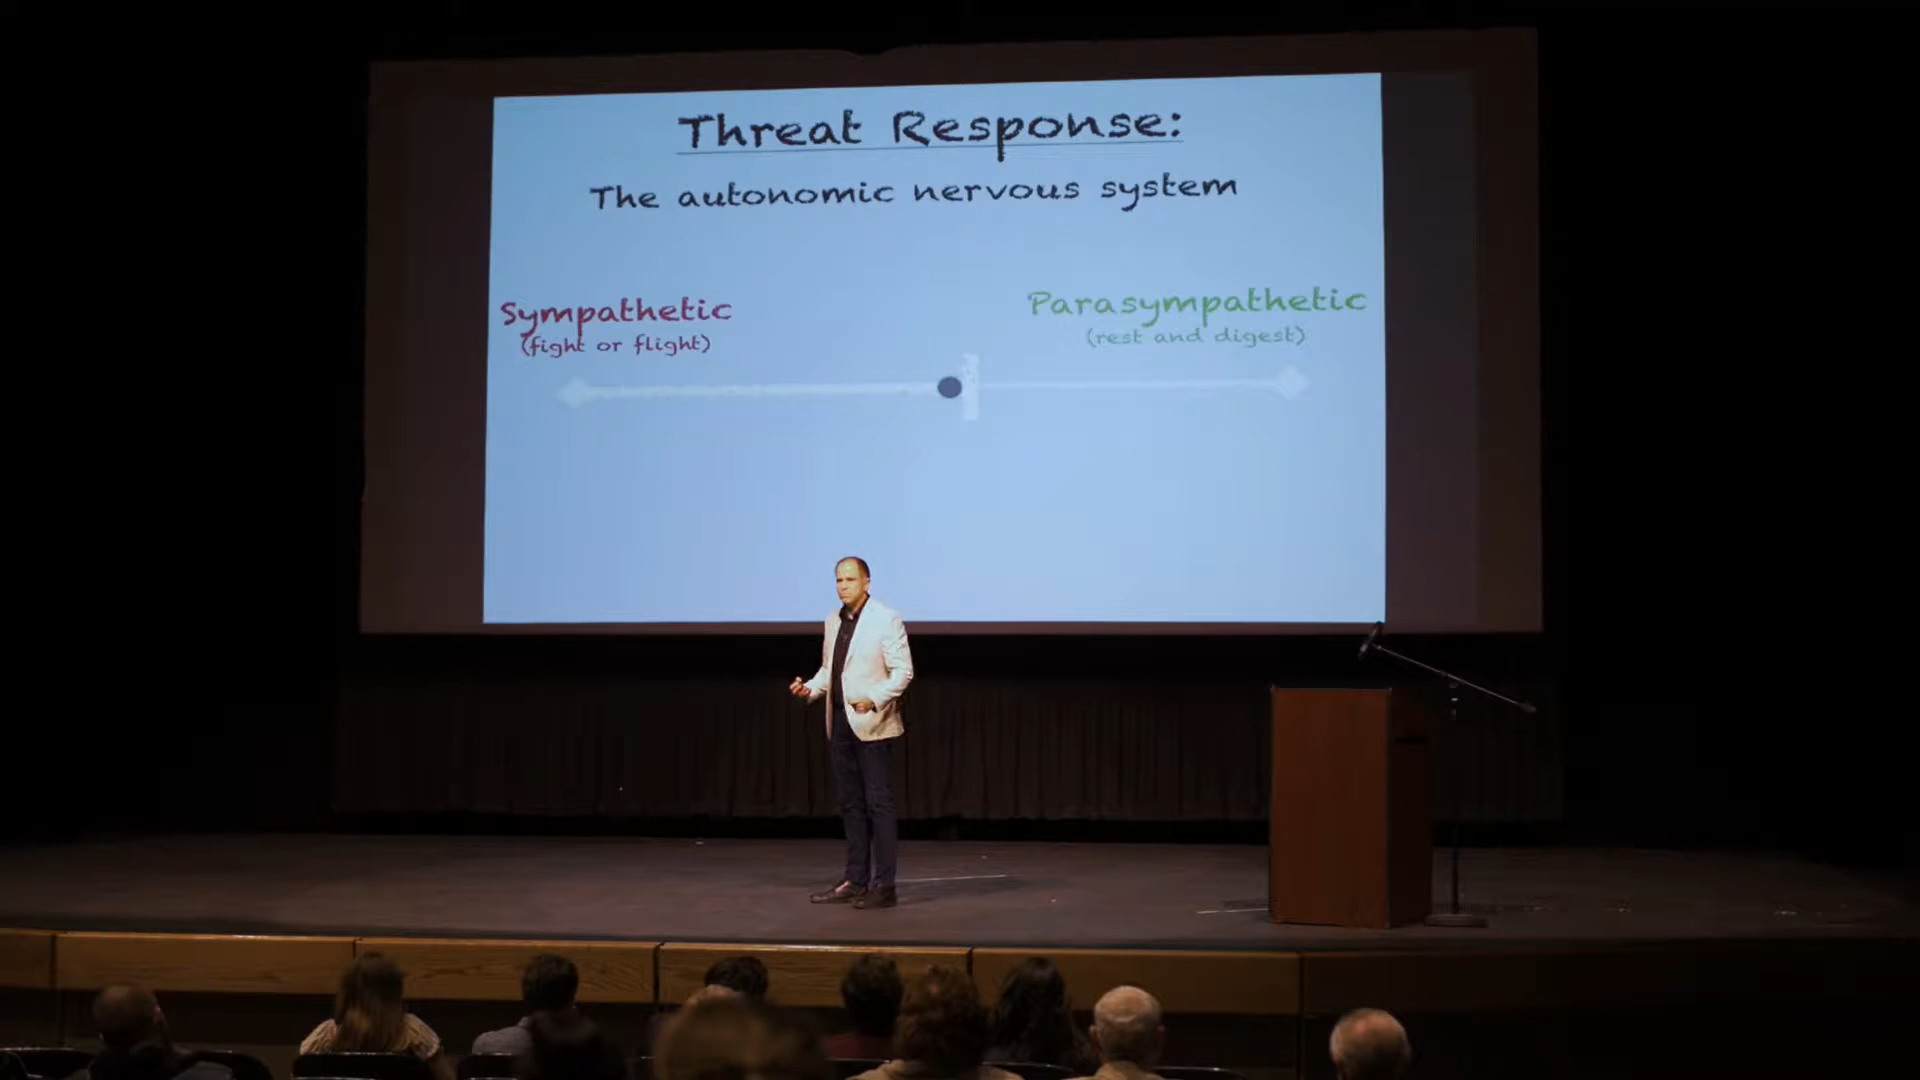 Threat Response:
The autonomic nervous system
Sympathetic
(fight or flight)
Parasympathetic
(rest and digest)